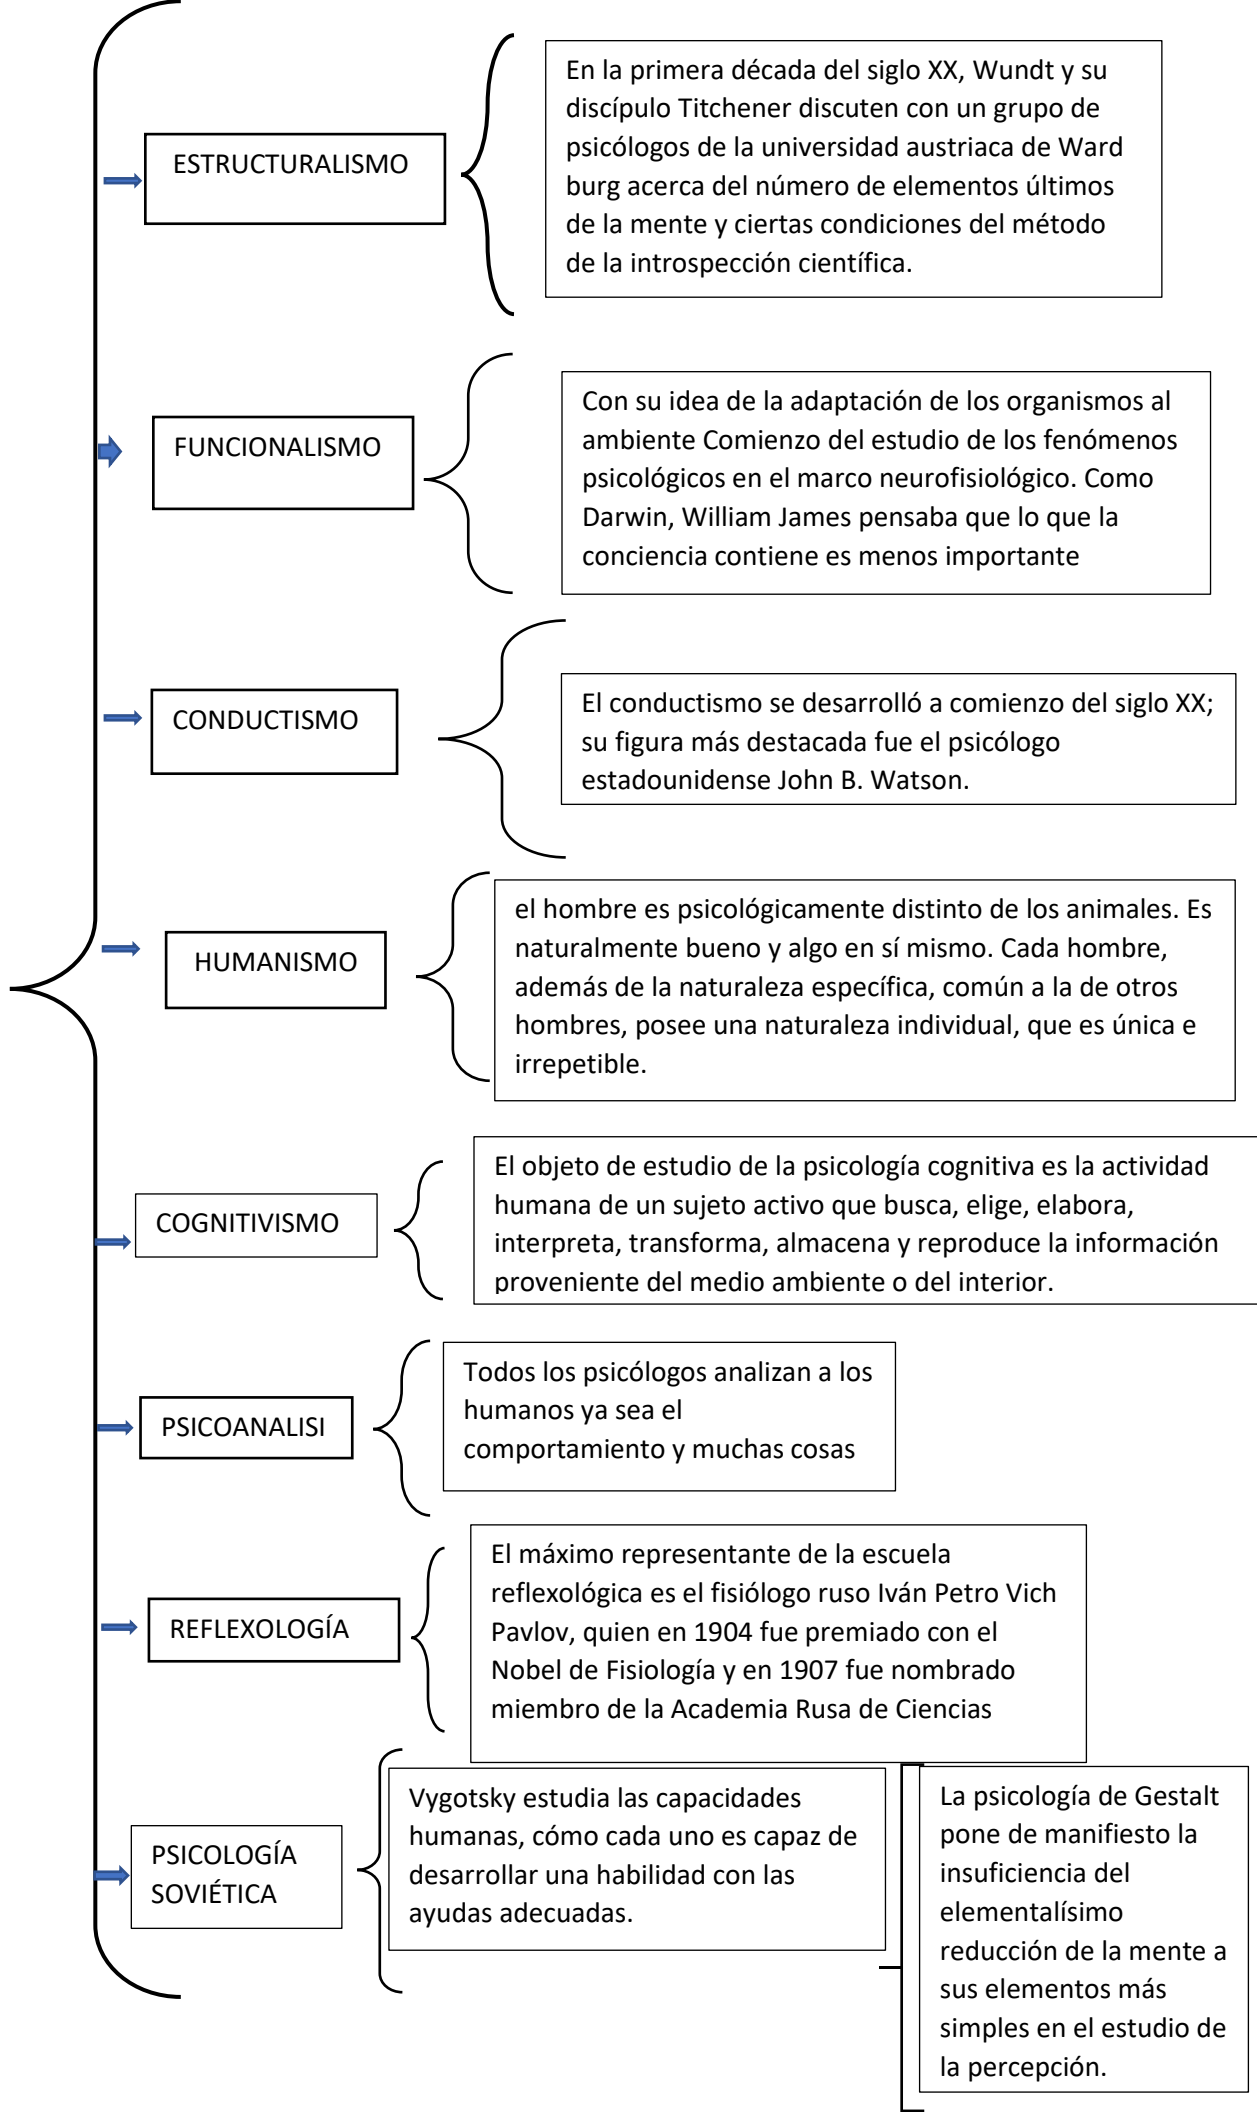 ESTRUCTURALISMO
En la primera década del siglo XX, Wundt y su
discípulo Titchener discuten con un grupo de
psicólogos de la universidad austriaca de Ward
burg acerca del número de elementos últimos
de la mente y ciertas condiciones del método
de la introspección científica.
FUNCIONALISMO
Con su idea de la adaptación de los organismos al
ambiente Comienzo del estudio de los fenómenos
psicológicos en el marco neurofisiológico. Como
Darwin, William James pensaba que lo que la
conciencia contiene es menos importante
CONDUCTISMO
El conductismo se desarrolló a comienzo del siglo XX;
su figura más destacada fue el psicólogo
estadounidense John B. Watson.
HUMANISMO
el hombre es psicológicamente distinto de los animales. Es
naturalmente bueno y algo en sí mismo. Cada hombre,
además de la naturaleza específica, común a la de otros
hombres, posee una naturaleza individual, que es única e
irrepetible.
COGNITIVISMO
El objeto de estudio de la psicología cognitiva es la actividad
humana de un sujeto activo que busca, elige, elabora,
interpreta, transforma, almacena y reproduce la información
proveniente del medio ambiente o del interior.
PSICOANALISI
Todos los psicólogos analizan a los
humanos ya sea el
comportamiento y muchas cosas
REFLEXOLOGÍA
El máximo representante de la escuela
reflexológica es el fisiólogo ruso Iván Petro Vich
Pavlov, quien en 1904 fue premiado con el
Nobel de Fisiología y en 1907 fue nombrado
miembro de la Academia Rusa de Ciencias
PSICOLOGÍA
SOVIÉTICA
Vygotsky estudia las capacidades
humanas, cómo cada uno es capaz de
desarrollar una habilidad con las
ayudas adecuadas.
La psicología de Gestalt
pone de manifiesto la
insuficiencia del
elementalísimo
reducción de la mente a
sus elementos más
simples en el estudio de
la percepción.